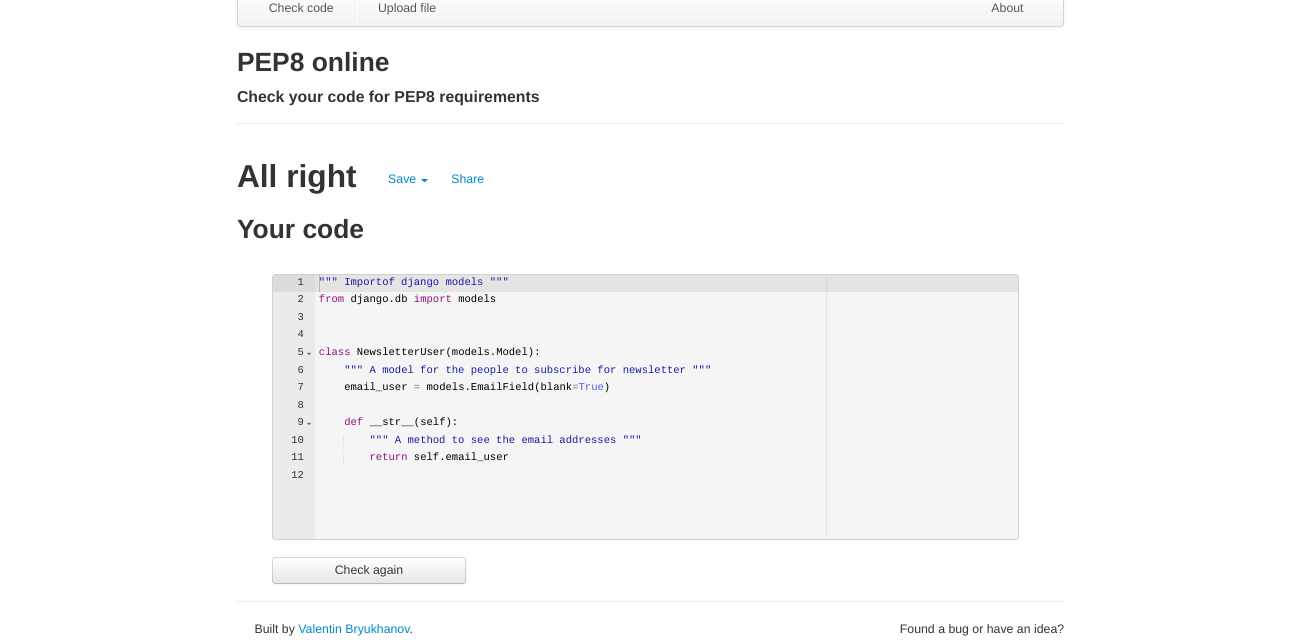 Check code Upload file About
PEP8 online
Check your code for PEP8 requirements
All right Save Share
Your code
1 """ Importof django models """
2 from django.db import models
3
4
5 class NewsletterUser(models.Model):
6 """ A model for the people to subscribe for newsletter """
7 email_user = models.EmailField(blank=True)
8
9 def __str__(self):
10 """ A method to see the email addresses """
11 return self.email_user
12
Check again
Built by Valentin Bryukhanov. Found a bug or have an idea?